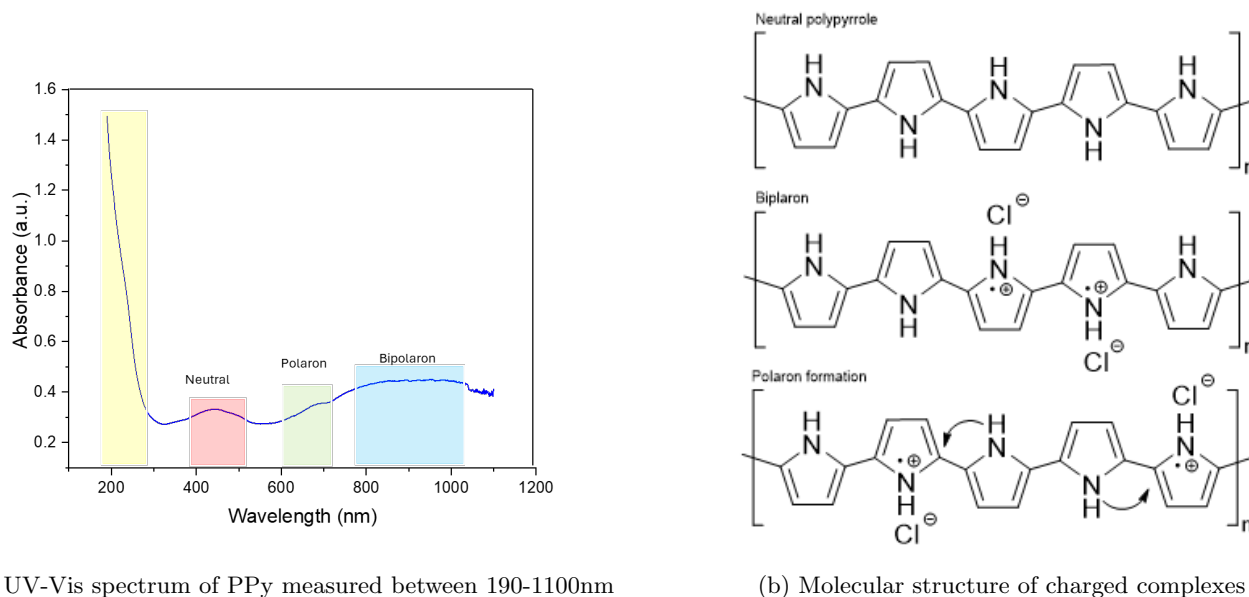 1.6
1.4
1.2
1.0
0.8
0.6
0.4
0.2
Absorbance (a.u.)
Neutral
Polaron
Bipolaron
200 400 600 800 1000 1200
Wavelength (nm)
UV-Vis spectrum of PPy measured between 190-1100nm
Neutral polypyrrole
H H H
N N N
N N
H H
Biplaron
Cl ⊖
H H H H
N N • ⊕ • ⊕ N
N N
H H
Cl ⊖
Polaron formation
Cl ⊖
H H H
N • ⊕ N N • ⊕
N N
H H
Cl ⊖
(b) Molecular structure of charged complexes